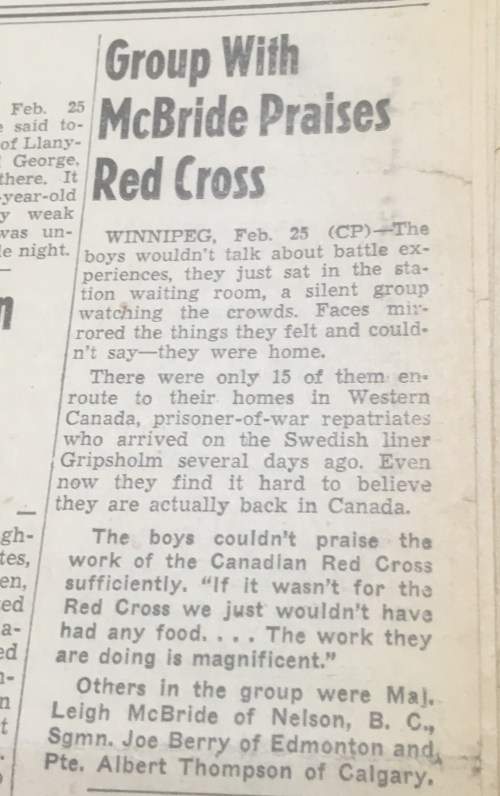 Feb. 25
said to-
of Llany-
George,
there. It
-year-old
weak
was un-
night.
gh-
tes,
en,
Group With
McBride Praises
Red Cross
WINNIPEG, Feb. 25 (CP)—The
boys wouldn't talk about battle ex-
periences, they just sat in the sta-
tion waiting room, a silent group
watching the crowds. Faces mir-
rored the things they felt and could-
n't say—they were home.
There were only 15 of them en-
route to their homes in Western
Canada, prisoner-of-war repatriates
who arrived on the Swedish liner
Gripsholm several days ago. Even
now they find it hard to believe
they are actually back in Canada.
The boys couldn't praise the
work of the Canadian Red Cross
sufficiently. "If it wasn't for the
Red Cross we just wouldn't have
had any food. . . . The work they
are doing is magnificent."
Others in the group were Maj.
Leigh McBride of Nelson, B. C.,
Sgmn. Joe Berry of Edmonton and
Pte. Albert Thompson of Calgary.